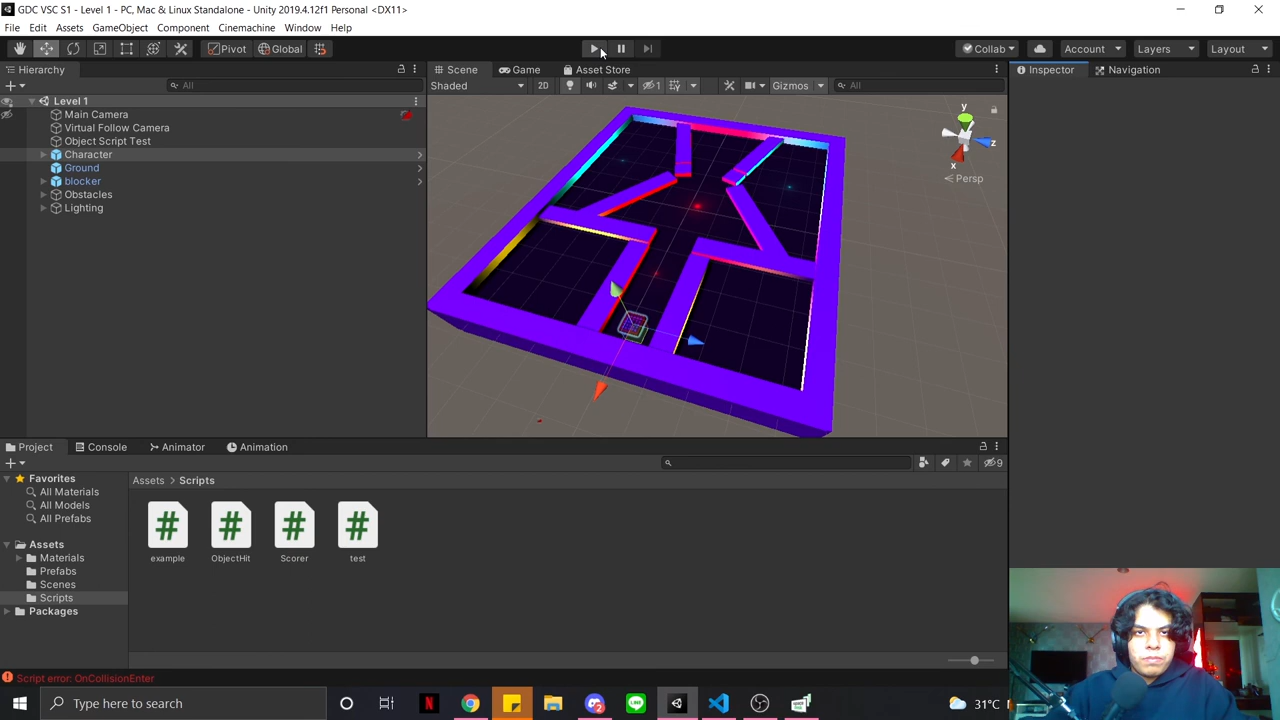 GDC VSC S1 - Level 1 - PC, Mac & Linux Standalone - Unity 2019.4.12f1 Personal <DX11>
File Edit Assets GameObject Component Cinemachine Window Help
Pivot Global Collab Account Layers Layout
Hierarchy Scene Game Asset Store Inspector Navigation
All Shaded 2D 1 Gizmos All
Level 1
Main Camera
Virtual Follow Camera
Object Script Test
Character
Ground
blocker
Obstacles
Lighting
y
z
x
Persp
Project Console Animator Animation
9
Favorites
All Materials
All Models
All Prefabs
Assets
Materials
Prefabs
Scenes
Scripts
Packages
Assets > Scripts
# # # #
example ObjectHit Scorer test
Script error: OnCollisionEnter
Type here to search N 31°C